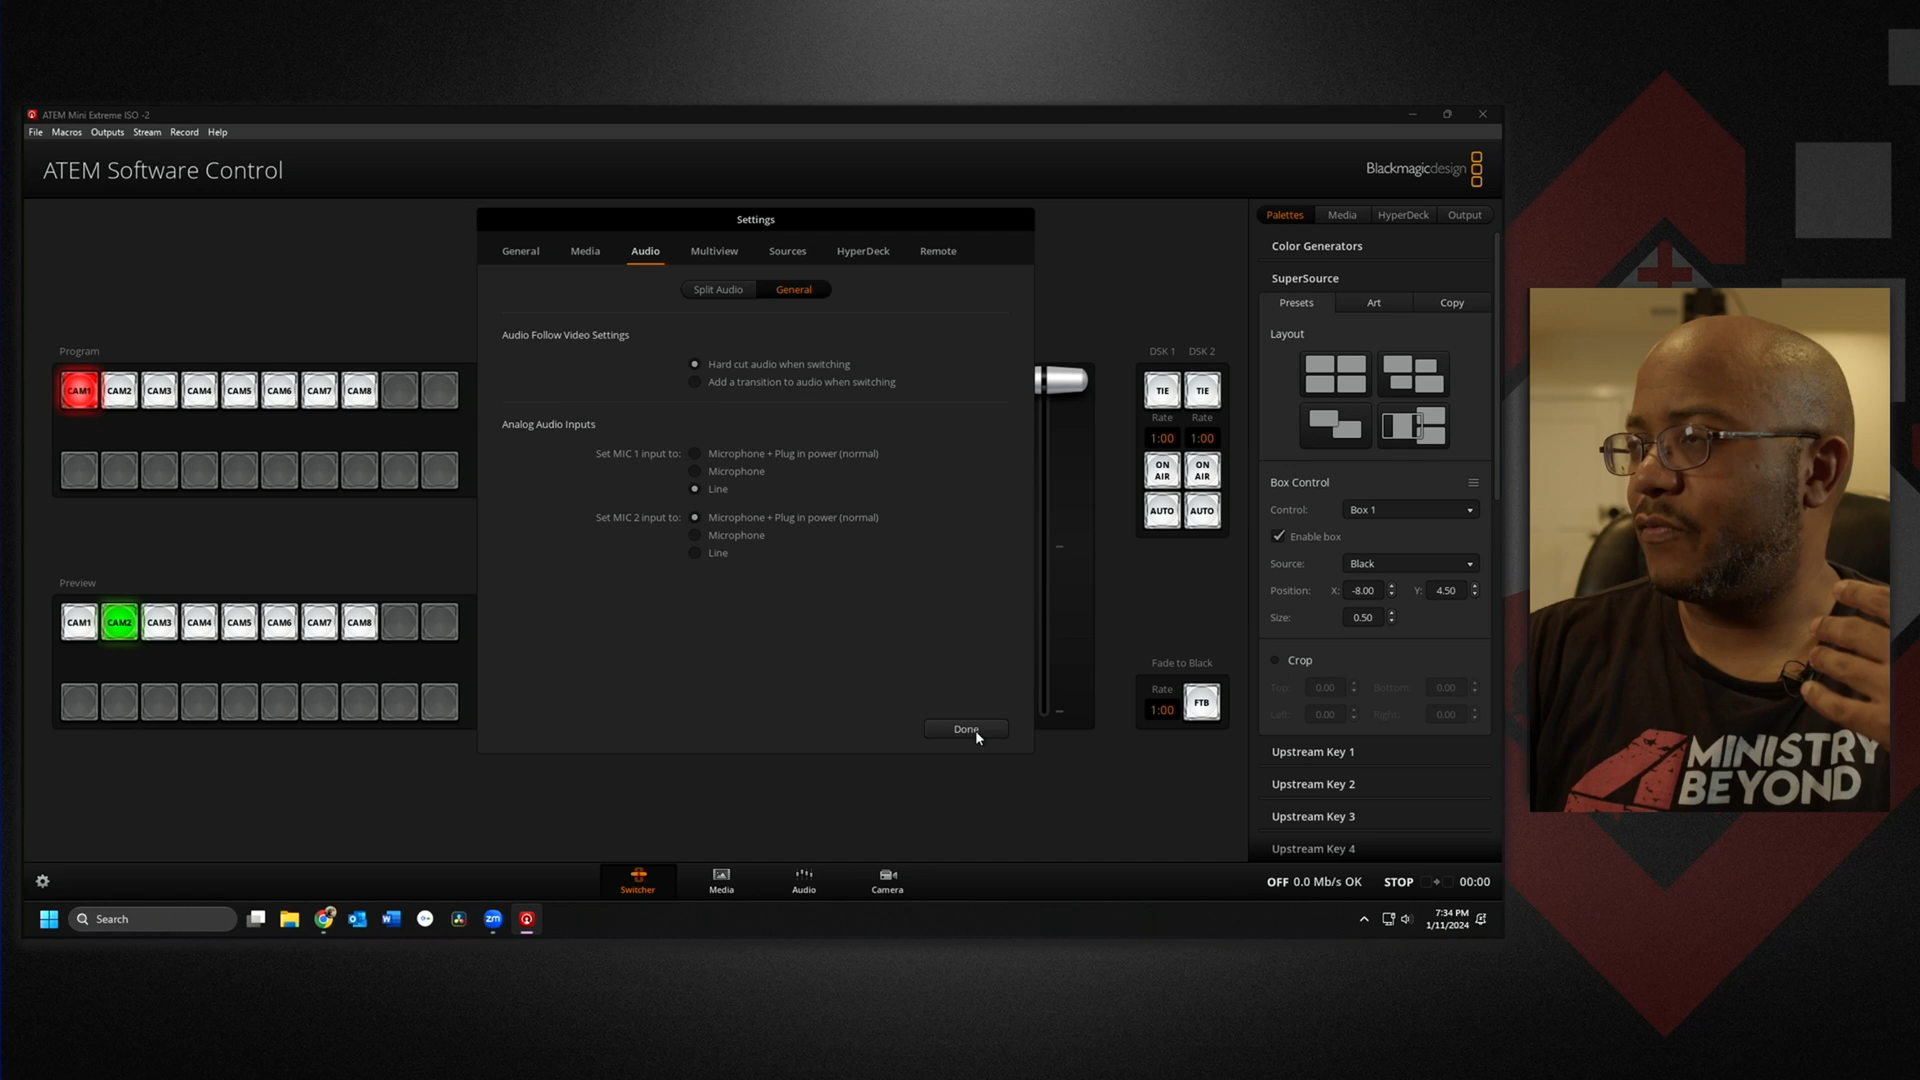 ATEM Mini Extreme ISO -2
File Macros Outputs Stream Record Help
ATEM Software Control
Blackmagicdesign
Settings
General Media Audio Multiview Sources HyperDeck Remote
Split Audio General
Audio Follow Video Settings
Hard cut audio when switching
Add a transition to audio when switching
Analog Audio Inputs
Set MIC 1 input to: Microphone + Plug in power (normal)
Microphone
Line
Set MIC 2 input to: Microphone + Plug in power (normal)
Microphone
Line
Done
Program
CAM1 CAM2 CAM3 CAM4 CAM5 CAM6 CAM7 CAM8
Preview
CAM1 CAM2 CAM3 CAM4 CAM5 CAM6 CAM7 CAM8
DSK 1 DSK 2
TIE TIE
Rate Rate
1:00 1:00
ON AIR ON AIR
AUTO AUTO
Fade to Black
Rate
1:00 FTB
Palettes Media HyperDeck Output
Color Generators
SuperSource
Presets Art Copy
Layout
Box Control
Control: Box 1
Enable box
Source: Black
Position: X: -8.00 Y: 4.50
Size: 0.50
Crop
Top: 0.00 Bottom: 0.00
Left: 0.00 Right: 0.00
Upstream Key 1
Upstream Key 2
Upstream Key 3
Upstream Key 4
Switcher Media Audio Camera
OFF 0.0 Mb/s OK STOP 00:00
Search
zm
7:34 PM
1/11/2024
MINISTRY
BEYOND